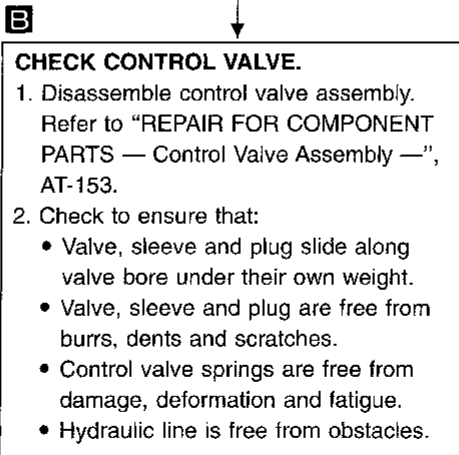 B
CHECK CONTROL VALVE.
1. Disassemble control valve assembly.
Refer to “REPAIR FOR COMPONENT
PARTS — Control Valve Assembly —”,
AT-153.
2. Check to ensure that:
• Valve, sleeve and plug slide along
valve bore under their own weight.
• Valve, sleeve and plug are free from
burrs, dents and scratches.
• Control valve springs are free from
damage, deformation and fatigue.
• Hydraulic line is free from obstacles.